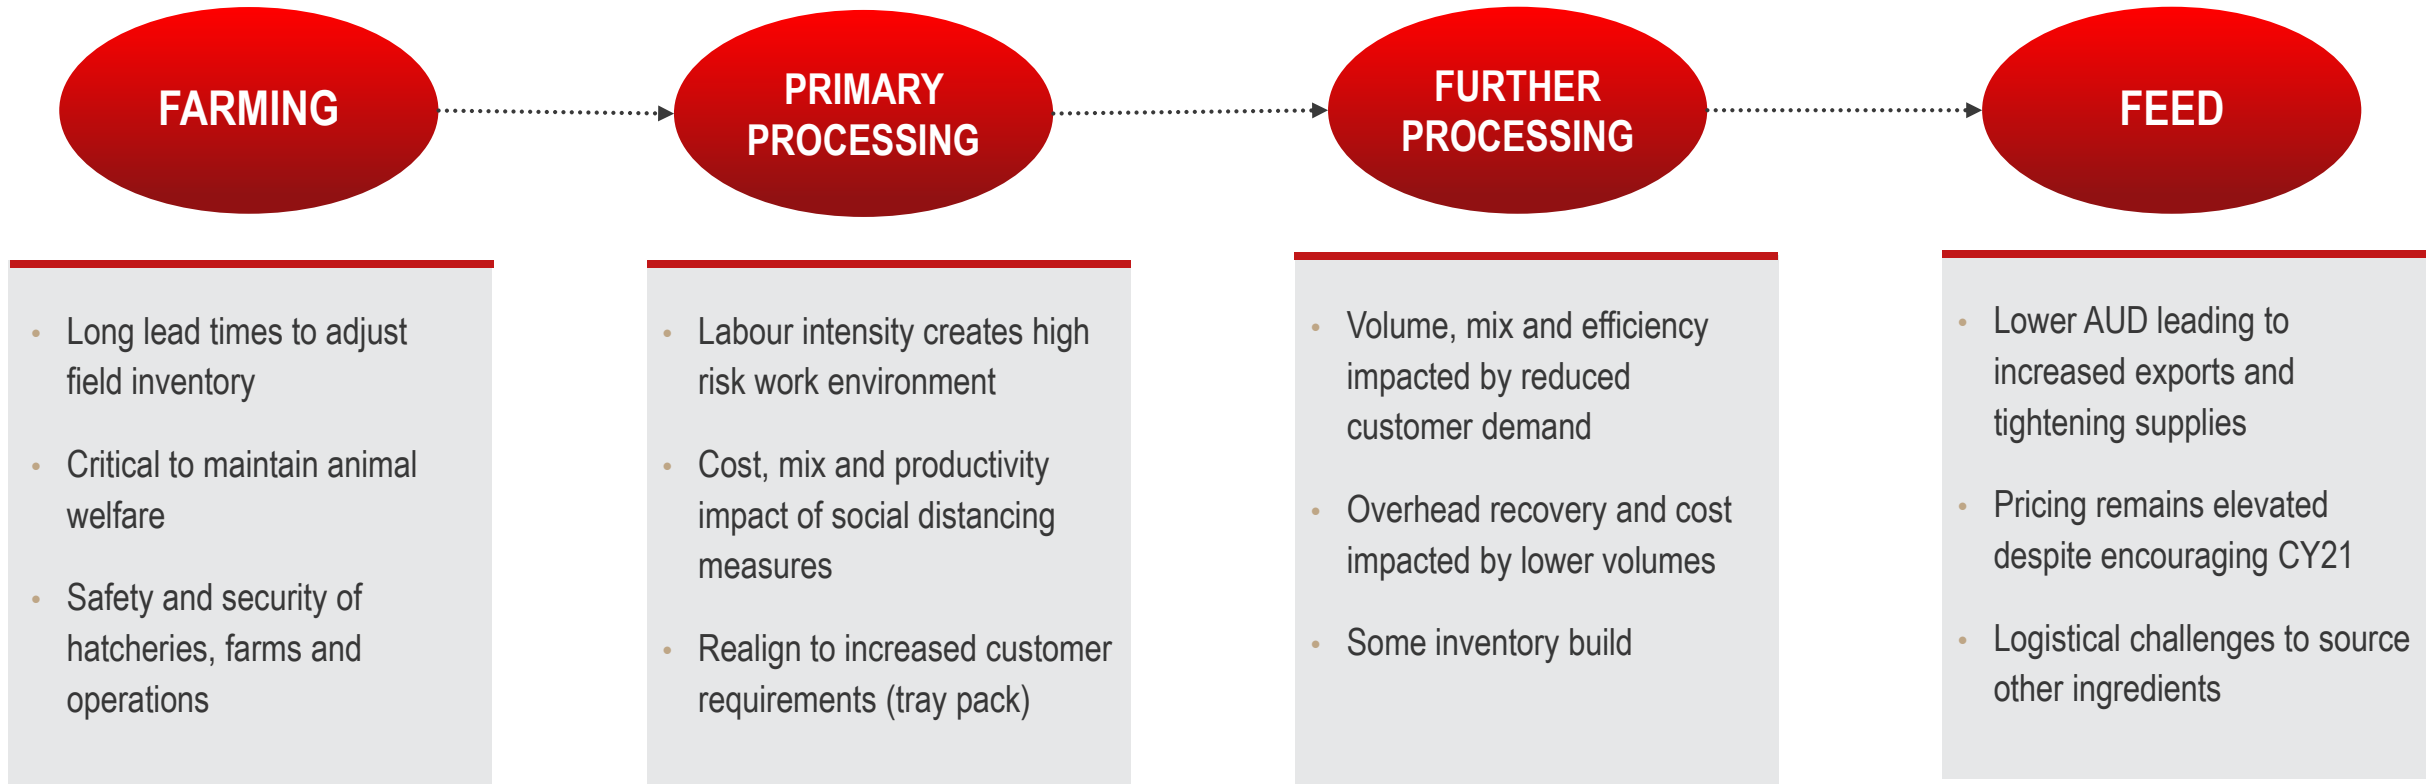 FARMING
PRIMARY
PROCESSING
FURTHER
PROCESSING
FEED
• Long lead times to adjust
field inventory
• Critical to maintain animal
welfare
• Safety and security of
hatcheries, farms and
operations
• Labour intensity creates high
risk work environment
• Cost, mix and productivity
impact of social distancing
measures
• Realign to increased customer
requirements (tray pack)
• Volume, mix and efficiency
impacted by reduced
customer demand
• Overhead recovery and cost
impacted by lower volumes
• Some inventory build
• Lower AUD leading to
increased exports and
tightening supplies
• Pricing remains elevated
despite encouraging CY21
• Logistical challenges to source
other ingredients